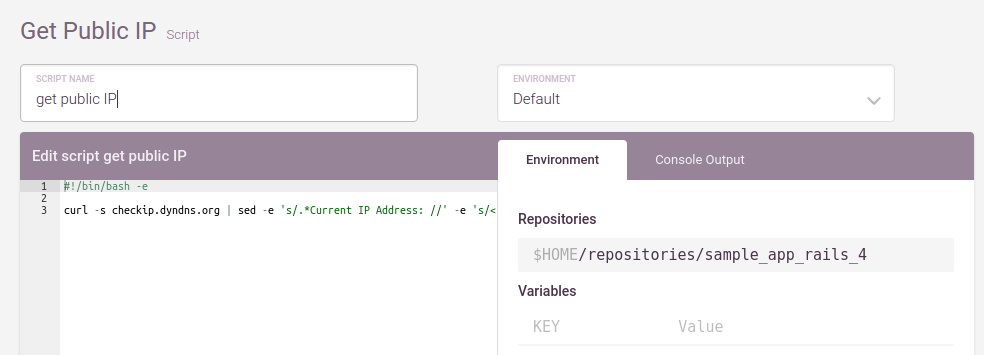 Get Public IP Script
SCRIPT NAME
get public IP
ENVIRONMENT
Default
Edit script get public IP
Environment
Console Output
1 #!/bin/bash -e
2
3 curl -s checkip.dyndns.org | sed -e 's/.*Current IP Address: //' -e 's/<
Repositories
$HOME/repositories/sample_app_rails_4
Variables
KEY Value